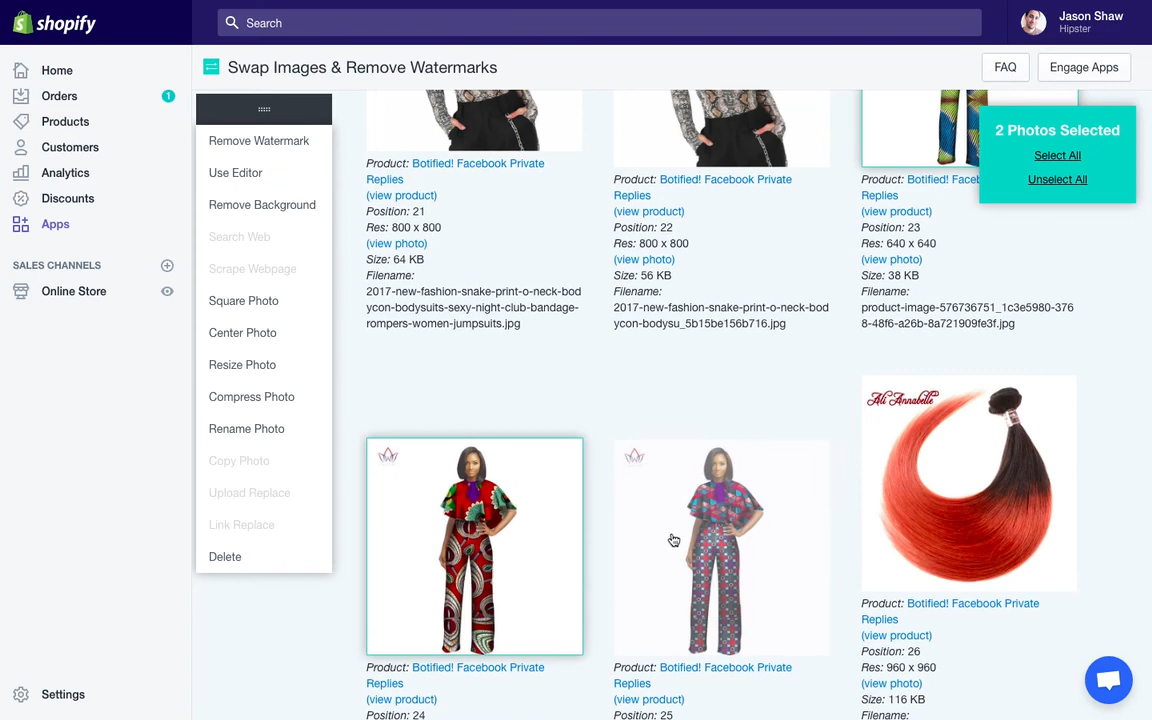 shopify
Search
Jason Shaw
Hipster
Home
Orders
1
Products
Customers
Analytics
Discounts
Apps
SALES CHANNELS
Online Store
Settings
Swap Images & Remove Watermarks
FAQ
Engage Apps
Remove Watermark
Use Editor
Remove Background
Search Web
Scrape Webpage
Square Photo
Center Photo
Resize Photo
Compress Photo
Rename Photo
Copy Photo
Upload Replace
Link Replace
Delete
Product: Botified! Facebook Private
Replies
(view product)
Position: 21
Res: 800 x 800
(view photo)
Size: 64 KB
Filename:
2017-new-fashion-snake-print-o-neck-bod
ycon-bodysuits-sexy-night-club-bandage-
rompers-women-jumpsuits.jpg
Product: Botified! Facebook Private
Replies
(view product)
Position: 22
Res: 800 x 800
(view photo)
Size: 56 KB
Filename:
2017-new-fashion-snake-print-o-neck-bod
ycon-bodysu_5b15be156b716.jpg
Product: Botified! Faceb
Replies
(view product)
Position: 23
Res: 640 x 640
(view photo)
Size: 38 KB
Filename:
product-image-576736751_1c3e5980-376
8-48f6-a26b-8a721909fe3f.jpg
2 Photos Selected
Select All
Unselect All
Product: Botified! Facebook Private
Replies
(view product)
Position: 24
Product: Botified! Facebook Private
Replies
(view product)
Position: 25
Ali Annabelle
Product: Botified! Facebook Private
Replies
(view product)
Position: 26
Res: 960 x 960
(view photo)
Size: 116 KB
Filename: